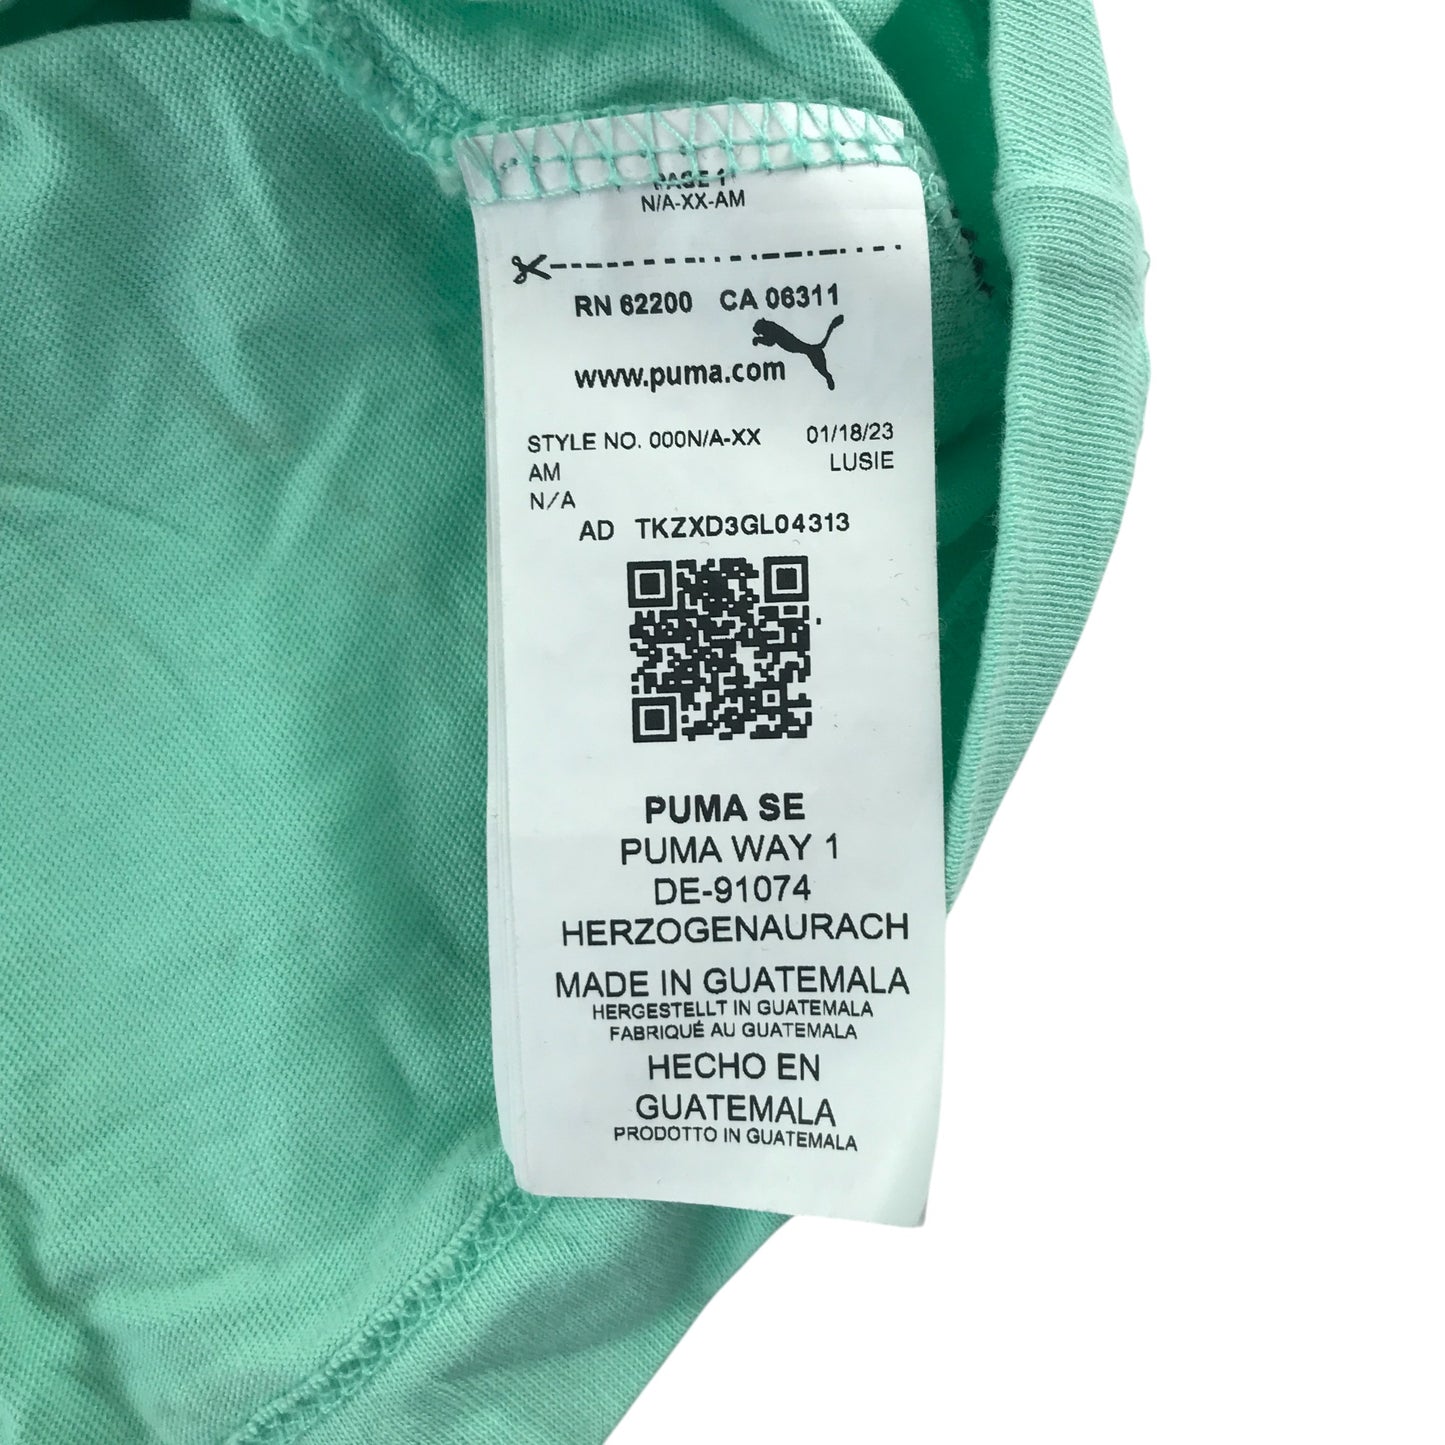 PAGE 1
N/A-XX-AM
RN 62200 CA 06311
www.puma.com
STYLE NO. 000N/A-XX 01/18/23
AM LUSIE
N/A
AD TKZXD3GL04313
PUMA SE
PUMA WAY 1
DE-91074
HERZOGENAURACH
MADE IN GUATEMALA
HERGESTELLT IN GUATEMALA
FABRIQUÉ AU GUATEMALA
HECHO EN
GUATEMALA
PRODOTTO IN GUATEMALA